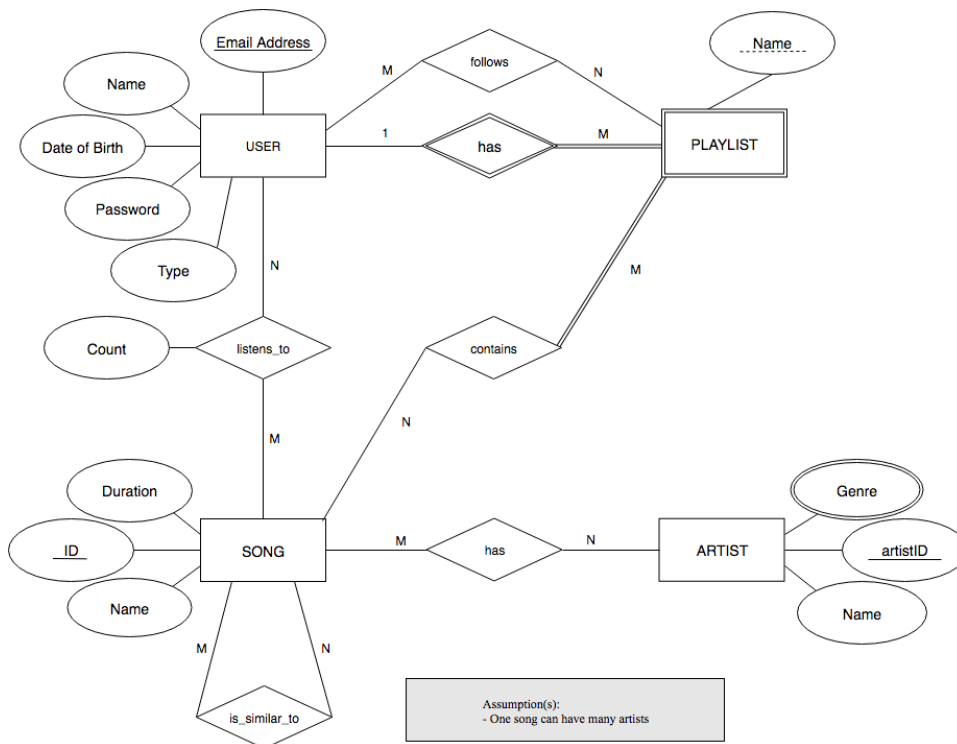 Email Address
Name
Date of Birth
Password
Type
USER
M
follows
N
1
has
M
Name
PLAYLIST
N
Count
listens_to
M
M
contains
N
Duration
ID
Name
SONG
M
has
N
ARTIST
Genre
artistID
Name
M
N
is_similar_to
Assumption(s):
- One song can have many artists